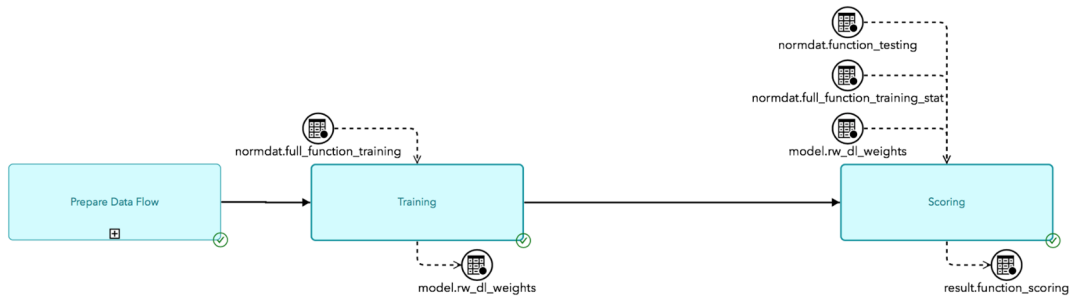 normdat.function_testing
normdat.full_function_training_stat
normdat.full_function_training
model.rw_dl_weights
Prepare Data Flow
Training
Scoring
model.rw_dl_weights
result.function_scoring